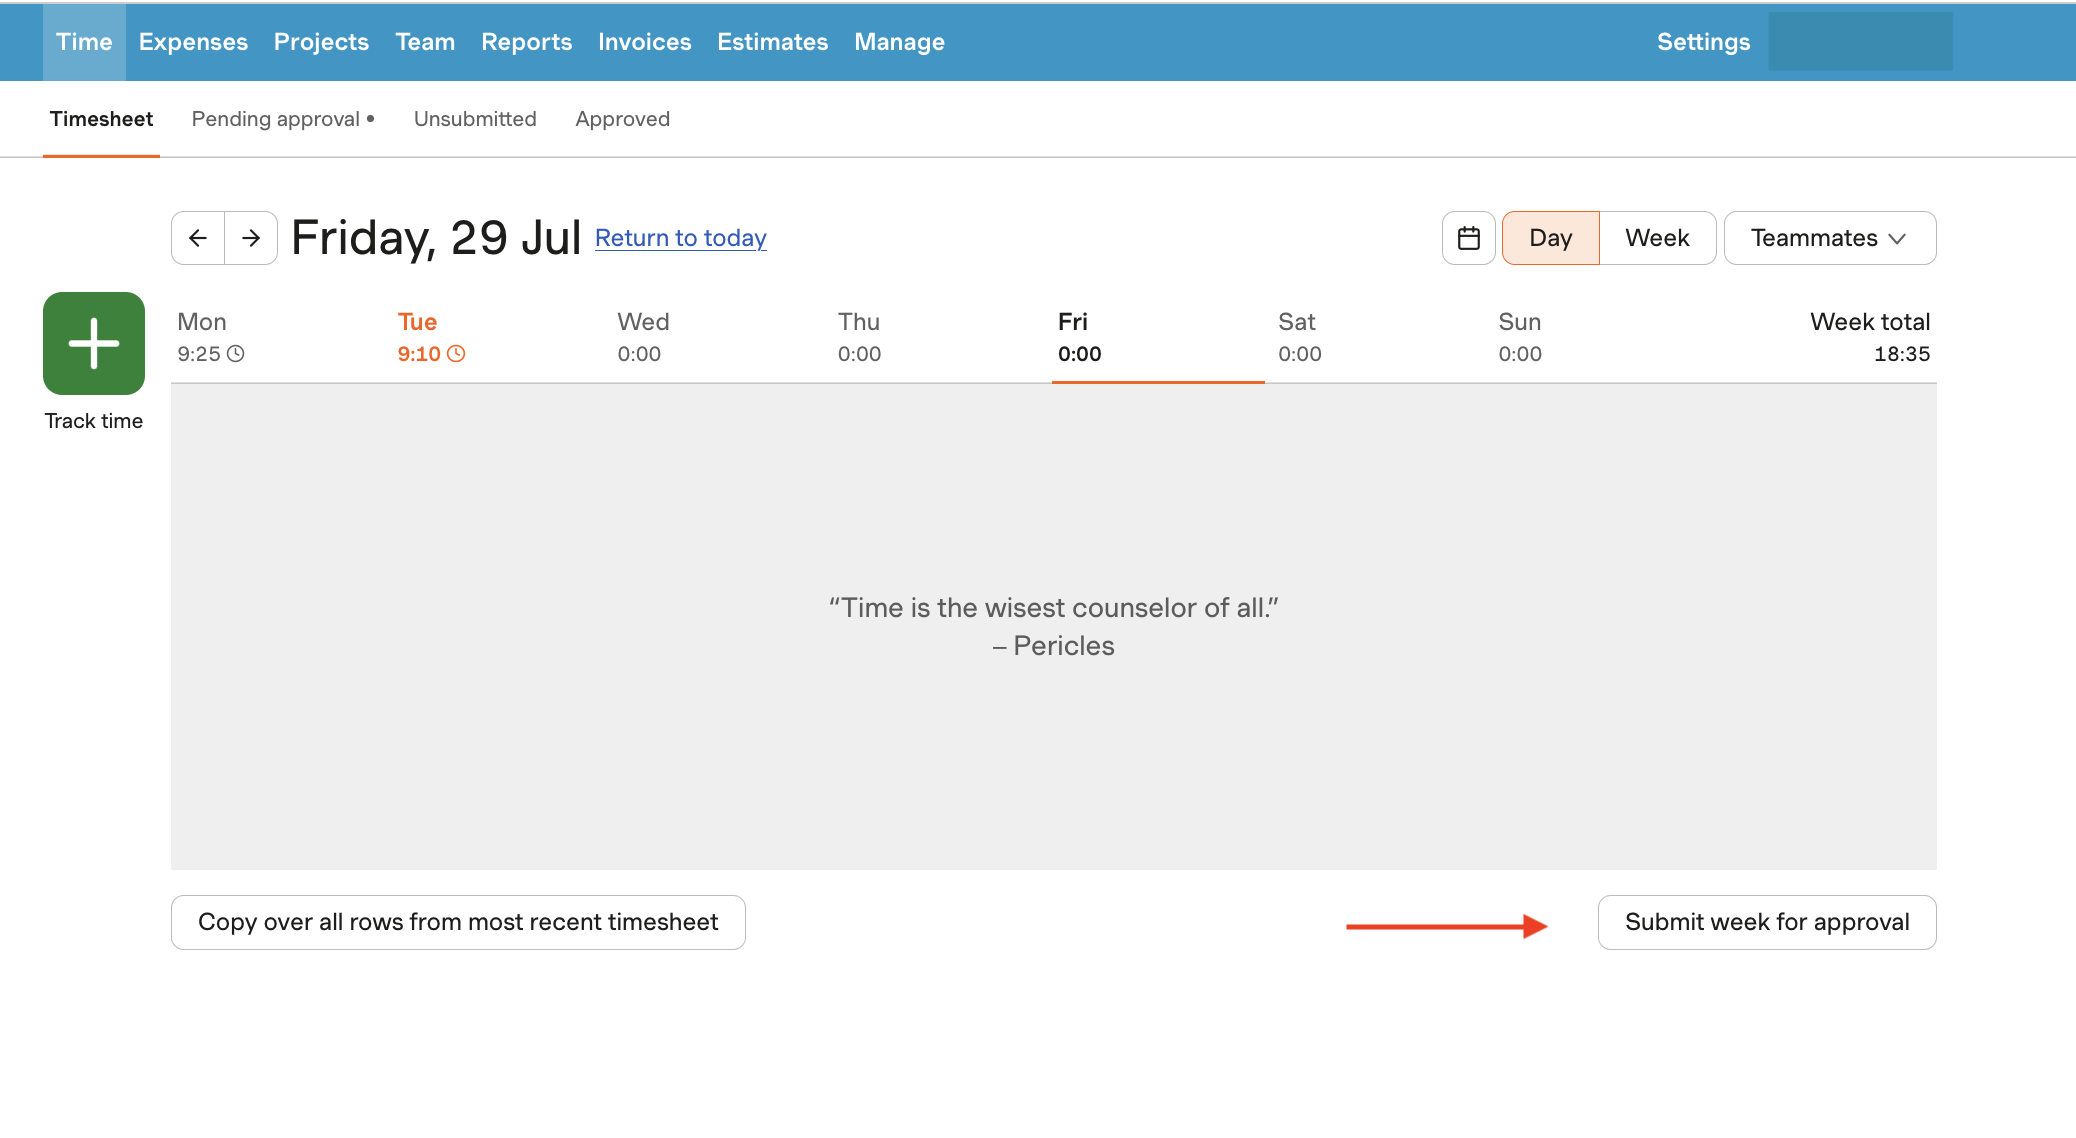 Time Expenses Projects Team Reports Invoices Estimates Manage Settings
Timesheet Pending approval • Unsubmitted Approved
Friday, 29 Jul Return to today Day Week Teammates
Mon Tue Wed Thu Fri Sat Sun Week total
9:25 9:10 0:00 0:00 0:00 0:00 0:00 18:35
Track time
“Time is the wisest counselor of all.”
– Pericles
Copy over all rows from most recent timesheet Submit week for approval